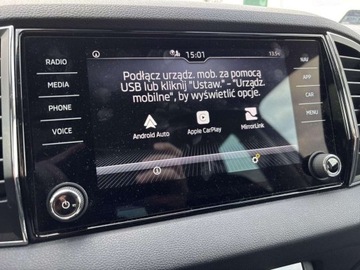 15:01
13,5°
RADIO
MEDIA
PHONE
VOICE
Podłącz urządz. mob. za pomocą
USB lub kliknij "Ustaw." – "Urządz.
mobilne", by wyświetlić opcje.
Android Auto
Apple CarPlay
MirrorLink
NAV
APP
CAR
MENU